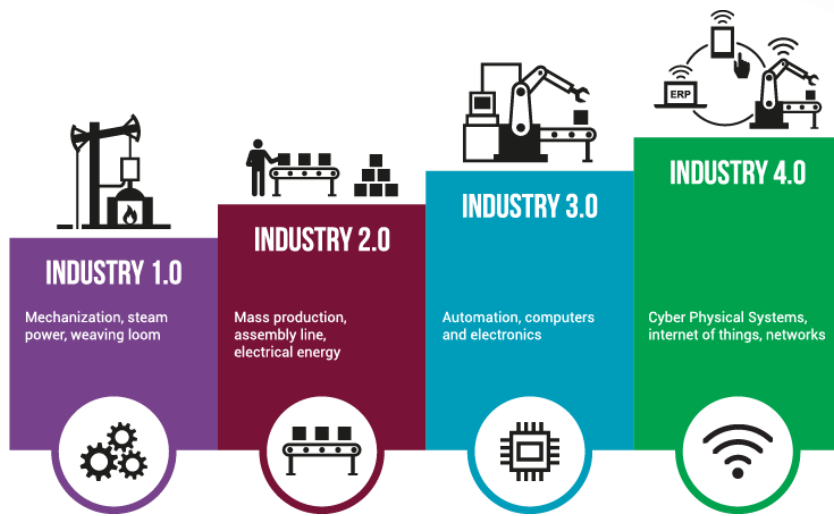 ERP
INDUSTRY 1.0
Mechanization, steam
power, weaving loom
INDUSTRY 2.0
Mass production,
assembly line,
electrical energy
INDUSTRY 3.0
Automation, computers
and electronics
INDUSTRY 4.0
Cyber Physical Systems,
internet of things, networks